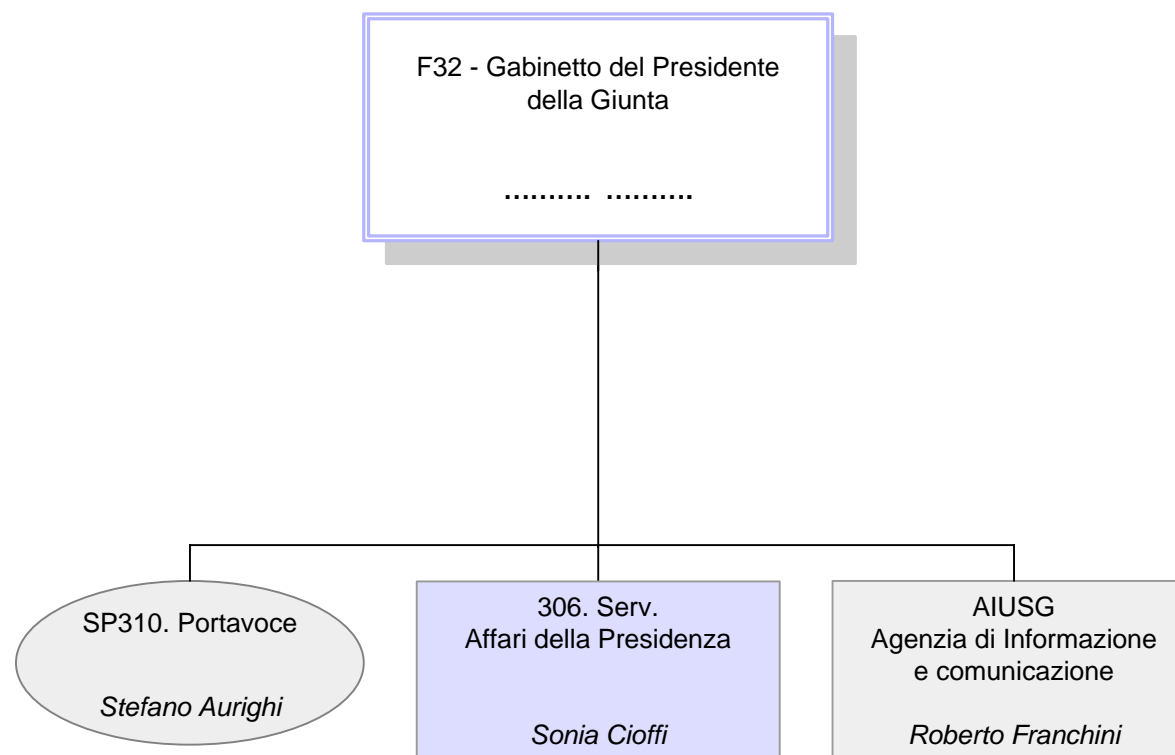 F32 - Gabinetto del Presidente
della Giunta
.......... ..........
SP310. Portavoce
Stefano Aurighi
306. Serv.
Affari della Presidenza
Sonia Cioffi
AIUSG
Agenzia di Informazione
e comunicazione
Roberto Franchini